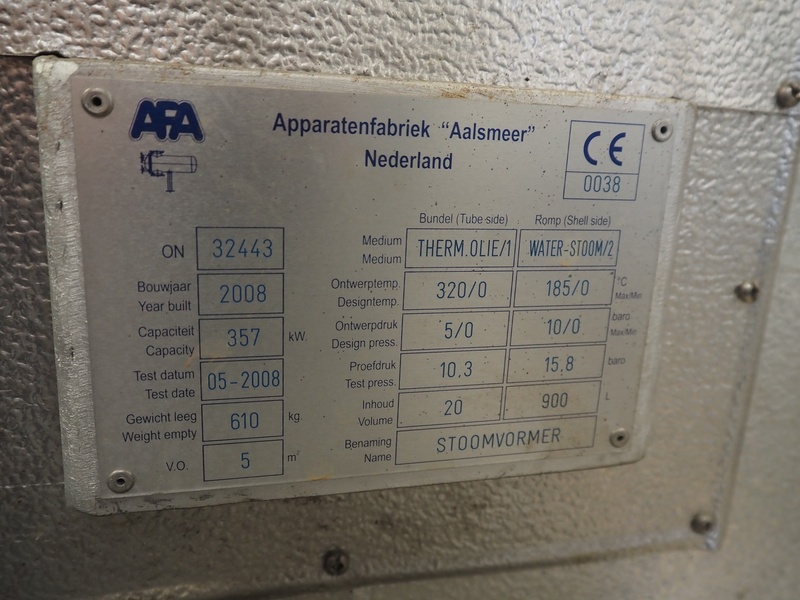 AFA
Apparatenfabriek "Aalsmeer"
Nederland
CE
0038
ON 32443
Bouwjaar
Year built
2008
Capaciteit
Capacity
357 kW.
Test datum
Test date
05-2008
Gewicht leeg
Weight empty
610 kg.
V.O. 5 m²
Bundel (Tube side) Romp (Shell side)
Medium
Medium
THERM.OLIE/1 WATER-STOOM/2
Ontwerptemp.
Designtemp.
320/0 185/0 °C
Max/Min
Ontwerpdruk
Design press.
5/0 10/0 baro
Max/Min
Proefdruk
Test press.
10.3 15.8 baro
Inhoud
Volume
20 900 L
Benaming
Name
STOOMVORMER